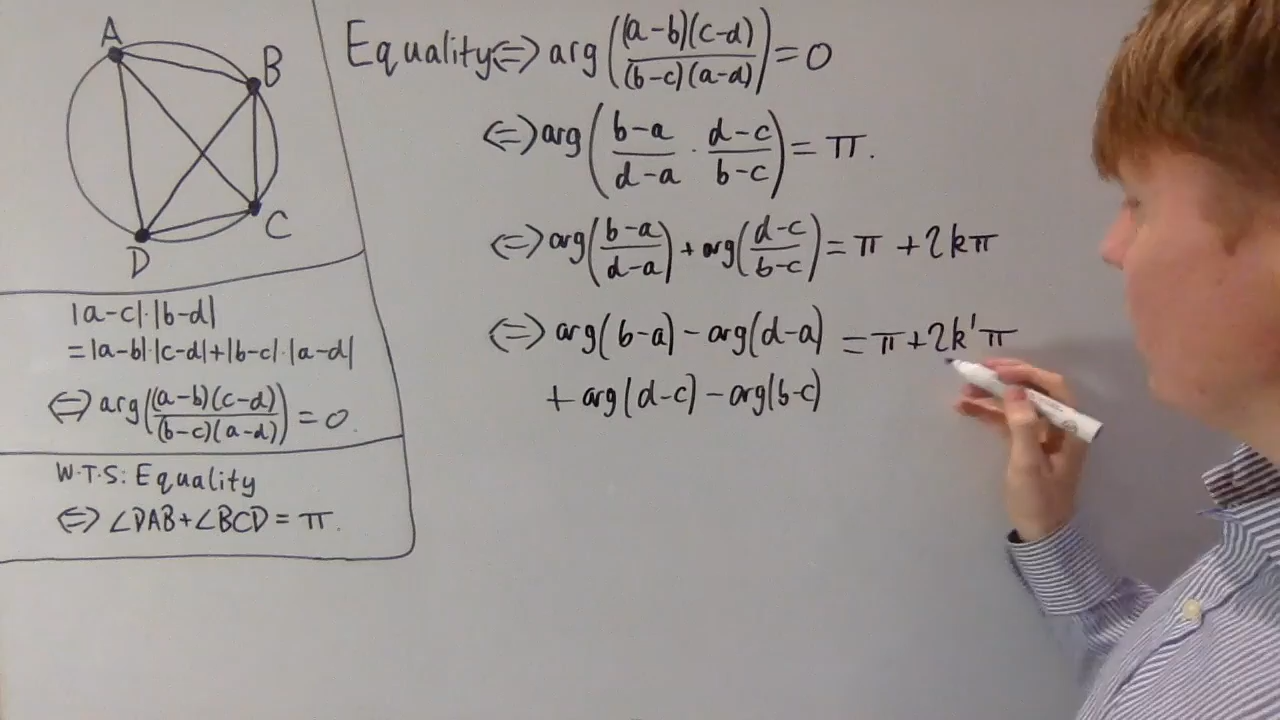 A
B
C
D
|a-c|·|b-d|
=|a-b|·|c-d|+|b-c|·|a-d|
⇔ arg((a-b)(c-d)/(b-c)(a-d)) = 0.
W.T.S: Equality
⇔ ∠DAB+∠BCD = π.
Equality ⇔ arg((a-b)(c-d)/(b-c)(a-d)) = 0
⇔ arg(b-a/d-a · d-c/b-c) = π.
⇔ arg(b-a/d-a) + arg(d-c/b-c) = π + 2kπ
⇔ arg(b-a) - arg(d-a) = π + 2k'π
+ arg(d-c) - arg(b-c)